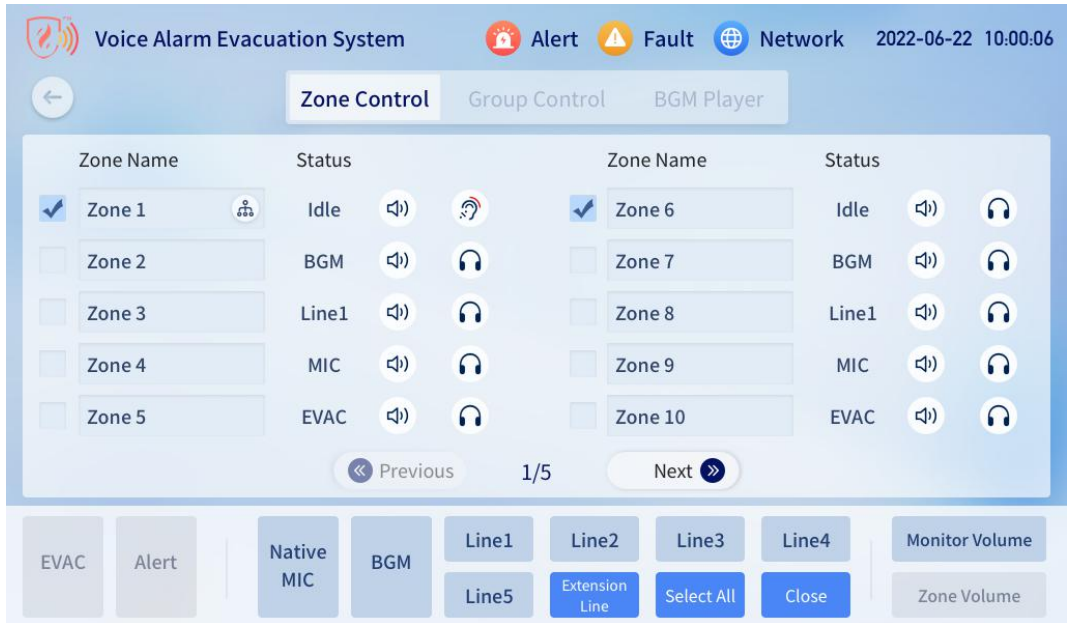 Voice Alarm Evacuation System Alert Fault Network 2022-06-22 10:00:06
Zone Control Group Control BGM Player
Zone Name Status Zone Name Status
Zone 1 Idle Zone 6 Idle
Zone 2 BGM Zone 7 BGM
Zone 3 Line1 Zone 8 Line1
Zone 4 MIC Zone 9 MIC
Zone 5 EVAC Zone 10 EVAC
Previous 1/5 Next
EVAC Alert
Native
MIC
BGM
Line1 Line2 Line3 Line4
Line5
Extension
Line
Select All Close
Monitor Volume
Zone Volume